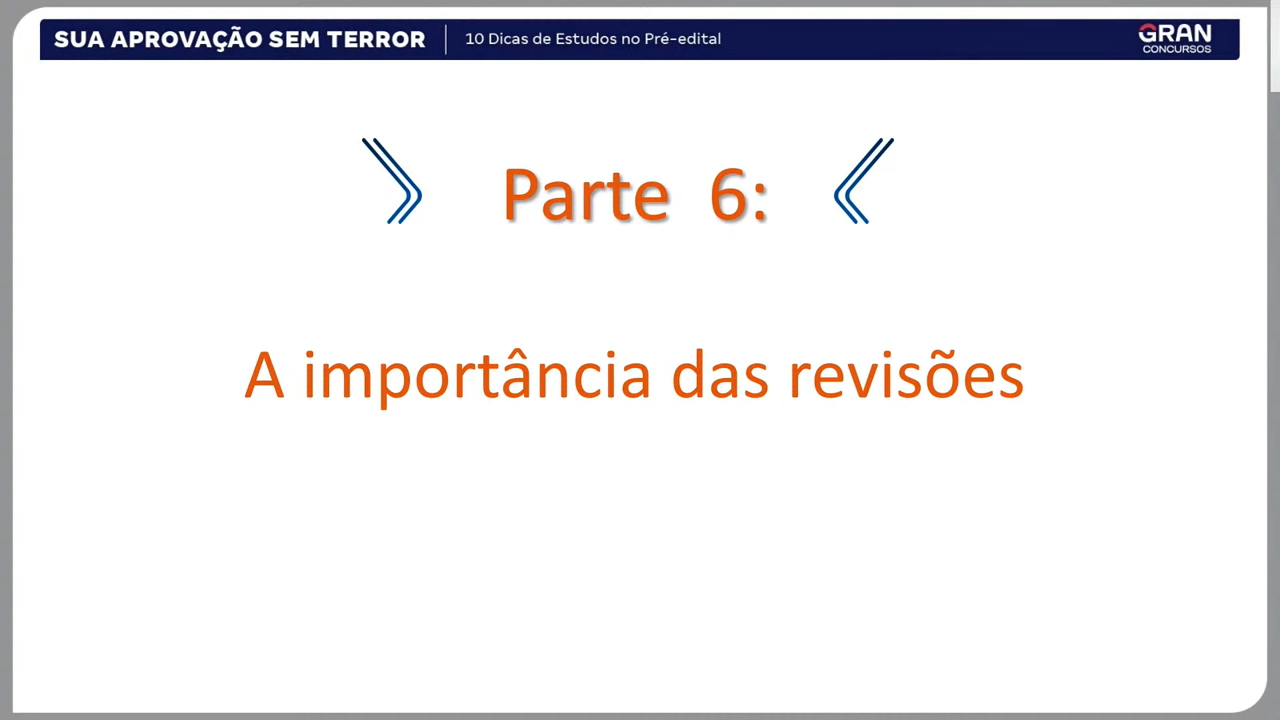 SUA APROVAÇÃO SEM TERROR
10 Dicas de Estudos no Pré-edital
GRAN
CONCURSOS
Parte 6:
A importância das revisões